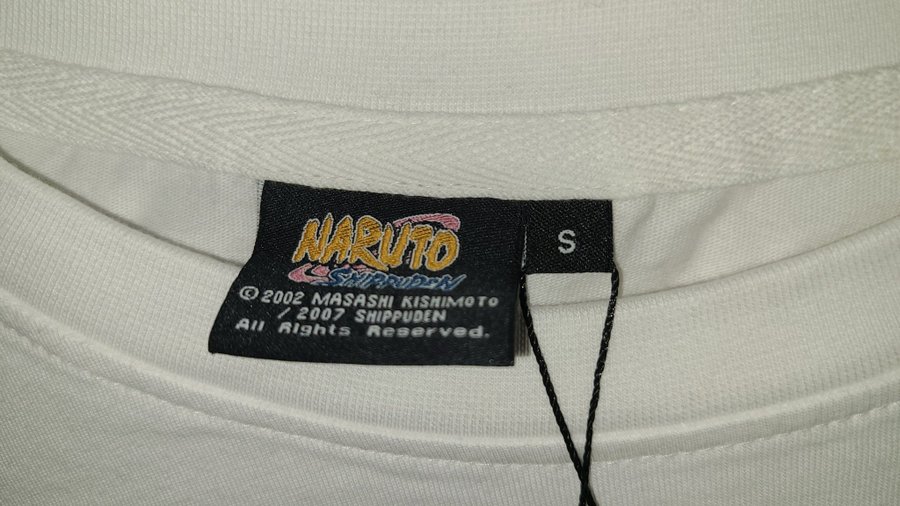 NARUTO
SHIPPUDEN
© 2002 MASASHI KISHIMOTO
/ 2007 SHIPPUDEN
All Rights Reserved.
S